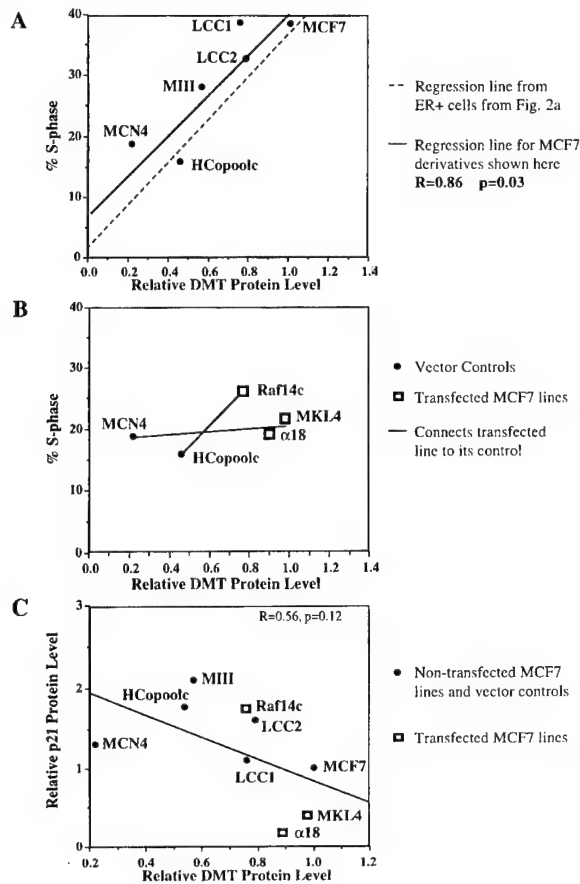 A
LCC1
MCF7
LCC2
MIII
MCN4
HCopoolc
% S-phase
40
30
20
10
0
0.0 0.2 0.4 0.6 0.8 1.0 1.2 1.4
Relative DMT Protein Level
Regression line from
ER+ cells from Fig. 2a
Regression line for MCF7
derivatives shown here
R=0.86 p=0.03
B
Raf14c
MKL4
MCN4
α18
HCopoolc
% S-phase
40
30
20
10
0
0.0 0.2 0.4 0.6 0.8 1.0 1.2 1.4
Relative DMT Protein Level
Vector Controls
Transfected MCF7 lines
Connects transfected
line to its control
C
R=0.56, p=0.12
MIII
HCopoolc
Raf14c
LCC2
MCN4
LCC1
MCF7
MKL4
α18
Relative p21 Protein Level
3
2
1
0
0.2 0.4 0.6 0.8 1.0 1.2
Relative DMT Protein Level
Non-transfected MCF7
lines and vector controls
Transfected MCF7 lines